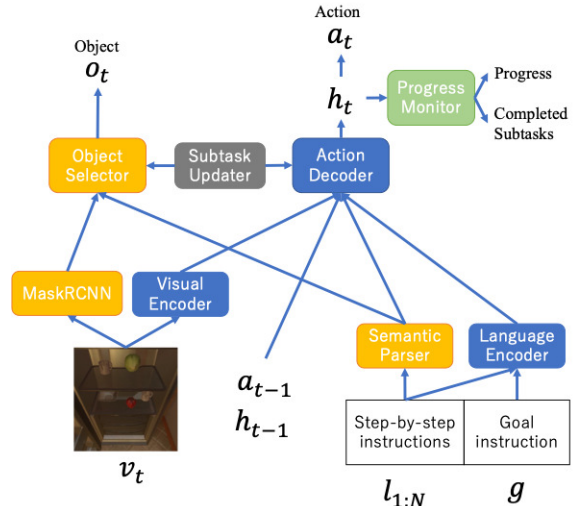 Action
a_t
Object
o_t
h_t
Progress
Monitor
Progress
Completed
Subtasks
Object
Selector
Subtask
Updater
Action
Decoder
MaskRCNN
Visual
Encoder
Semantic
Parser
Language
Encoder
a_{t-1}
h_{t-1}
Step-by-step
instructions
Goal
instruction
v_t
l_{1:N}
g